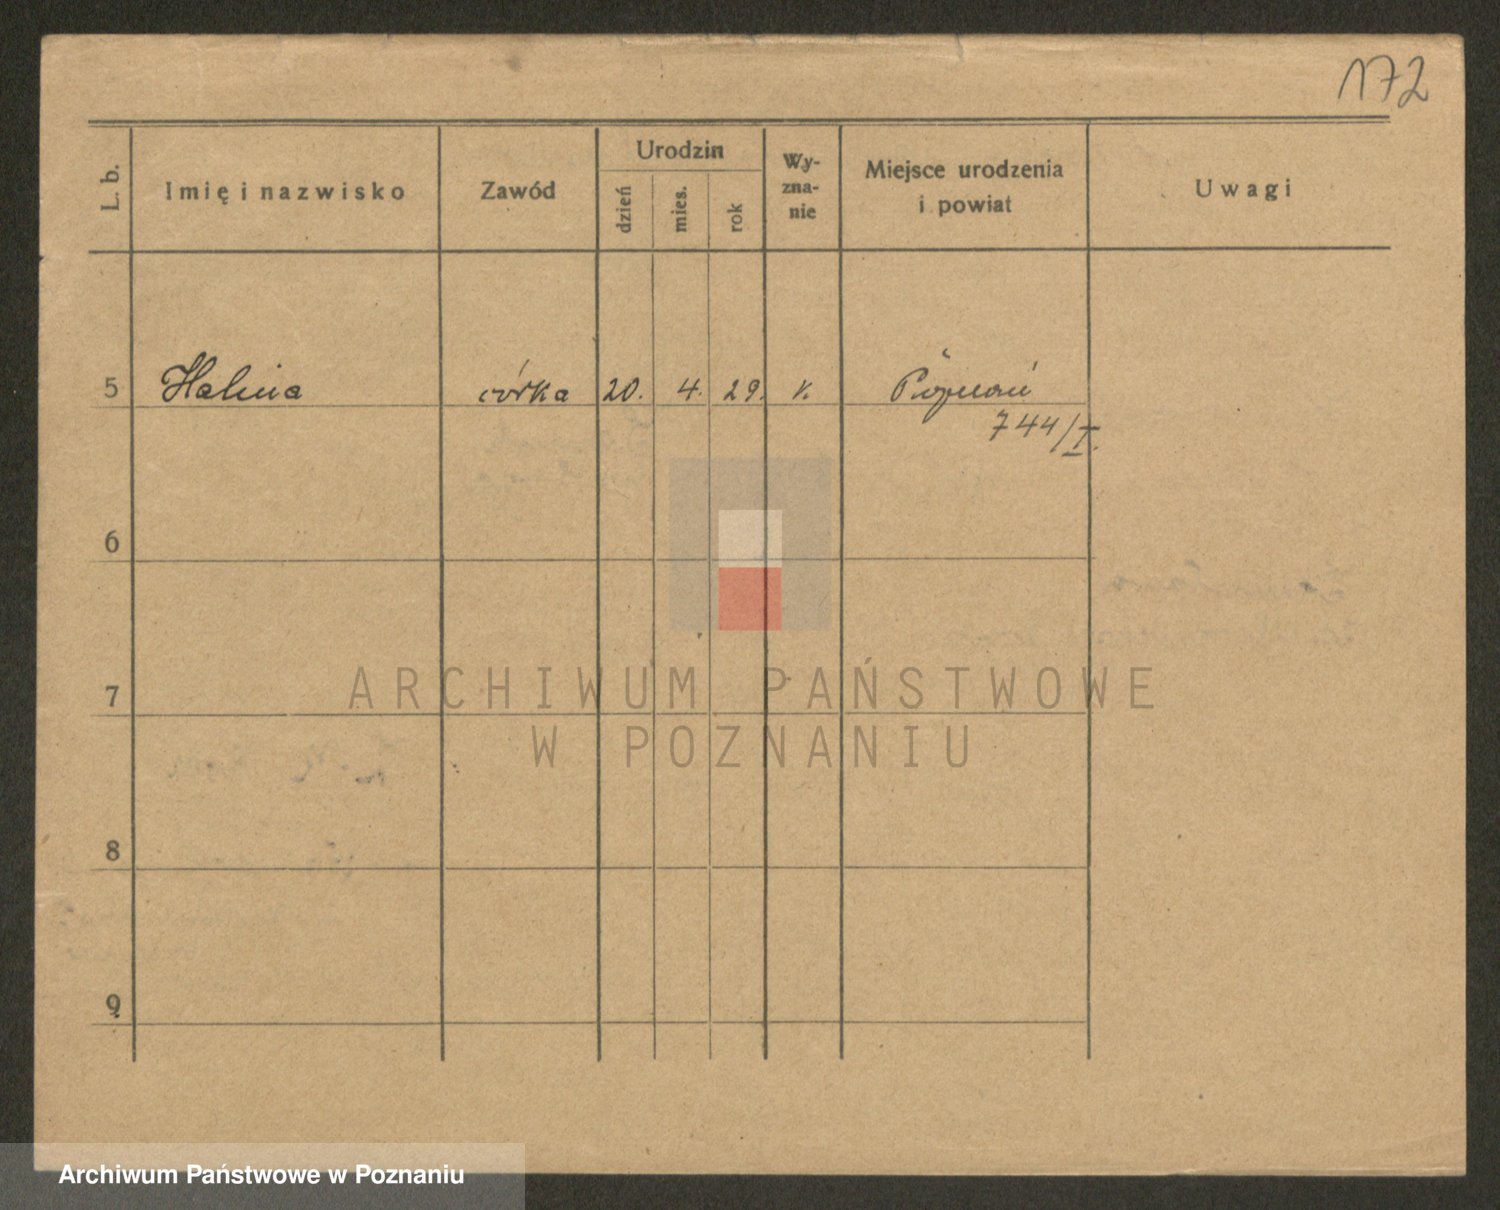 172
L. b. Imię i nazwisko Zawód Urodzin dzień mies. rok Wy-zna-nie Miejsce urodzenia i powiat Uwagi
5 Halina córka 20. 4. 29. k. Poznań
744/I.
6
7
8
9
ARCHIWUM PAŃSTWOWE
W POZNANIU
Archiwum Państwowe w Poznaniu